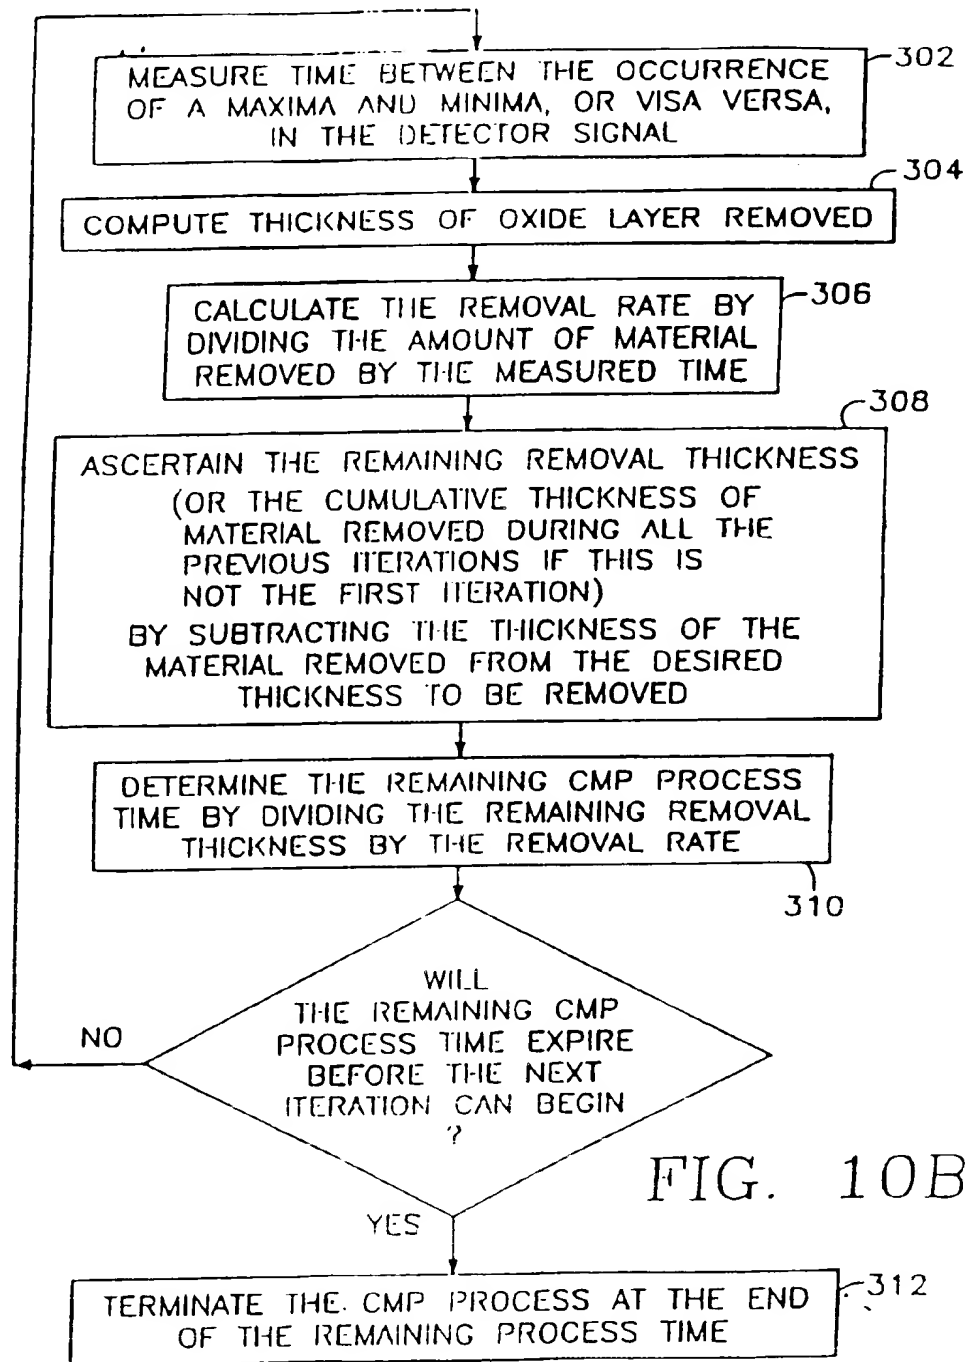 MEASURE TIME BETWEEN THE OCCURRENCE
OF A MAXIMA AND MINIMA, OR VISA VERSA,
IN THE DETECTOR SIGNAL
302
COMPUTE THICKNESS OF OXIDE LAYER REMOVED
304
CALCULATE THE REMOVAL RATE BY
DIVIDING THE AMOUNT OF MATERIAL
REMOVED BY THE MEASURED TIME
306
ASCERTAIN THE REMAINING REMOVAL THICKNESS
(OR THE CUMULATIVE THICKNESS OF
MATERIAL REMOVED DURING ALL THE
PREVIOUS ITERATIONS IF THIS IS
NOT THE FIRST ITERATION)
BY SUBTRACTING THE THICKNESS OF THE
MATERIAL REMOVED FROM THE DESIRED
THICKNESS TO BE REMOVED
308
DETERMINE THE REMAINING CMP PROCESS
TIME BY DIVIDING THE REMAINING REMOVAL
THICKNESS BY THE REMOVAL RATE
310
WILL
THE REMAINING CMP
PROCESS TIME EXPIRE
BEFORE THE NEXT
ITERATION CAN BEGIN
?
NO
YES
FIG. 10B
TERMINATE THE CMP PROCESS AT THE END
OF THE REMAINING PROCESS TIME
312